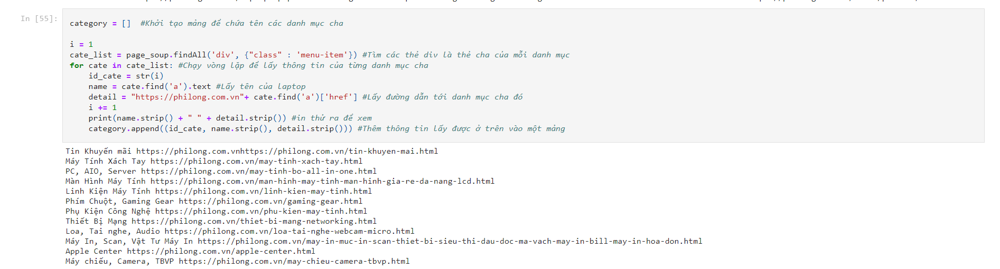 In [55]:
category = []  #Khởi tạo mảng để chứa tên các danh mục cha
i = 1
cate_list = page_soup.findAll('div', {"class" : 'menu-item'}) #Tìm các thẻ div là thẻ cha của mỗi danh mục
for cate in cate_list: #Chạy vòng lặp để lấy thông tin của từng danh mục cha
    id_cate = str(i)
    name = cate.find('a').text #Lấy tên của laptop
    detail = "https://philong.com.vn"+ cate.find('a')['href'] #Lấy đường dẫn tới danh mục cha đó
    i += 1
    print(name.strip() + " " + detail.strip()) #in thử ra để xem
    category.append((id_cate, name.strip(), detail.strip())) #Thêm thông tin lấy được ở trên vào một mảng
Tin Khuyến mãi https://philong.com.vnhttps://philong.com.vn/tin-khuyen-mai.html
Máy Tính Xách Tay https://philong.com.vn/may-tinh-xach-tay.html
PC, AIO, Server https://philong.com.vn/may-tinh-bo-all-in-one.html
Màn Hình Máy Tính https://philong.com.vn/man-hinh-may-tinh-man-hinh-gia-re-da-nang-lcd.html
Linh Kiện Máy Tính https://philong.com.vn/linh-kien-may-tinh.html
Phím Chuột, Gaming Gear https://philong.com.vn/gaming-gear.html
Phụ Kiện Công Nghệ https://philong.com.vn/phu-kien-may-tinh.html
Thiết Bị Mạng https://philong.com.vn/thiet-bi-mang-networking.html
Loa, Tai nghe, Audio https://philong.com.vn/loa-tai-nghe-webcam-micro.html
Máy In, Scan, Vật Tư Máy In https://philong.com.vn/may-in-muc-in-scan-thiet-bi-sieu-thi-dau-doc-ma-vach-may-in-bill-may-in-hoa-don.html
Apple Center https://philong.com.vn/apple-center.html
Máy chiếu, Camera, TBVP https://philong.com.vn/may-chieu-camera-tbvp.html